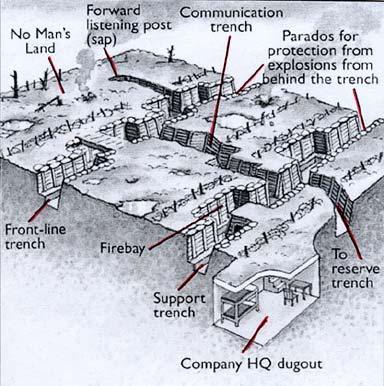 No Man's
Land
Forward
listening post
(sap)
Communication
trench
Parados for
protection from
explosions from
behind the trench
Front-line
trench
Firebay
Support
trench
To
reserve
trench
Company HQ dugout